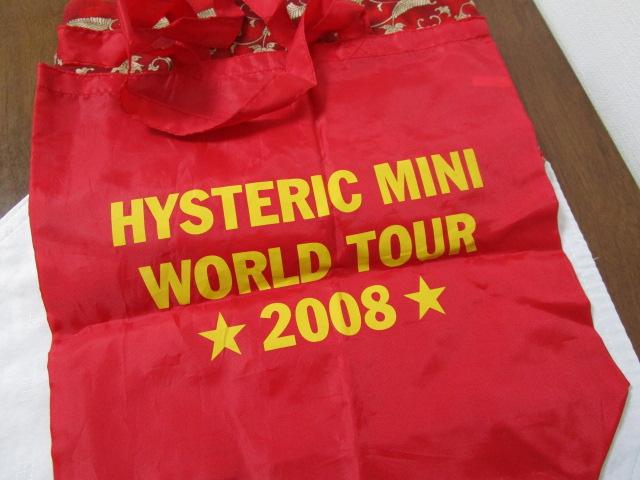 HYSTERIC MINI
WORLD TOUR
★ 2008 ★